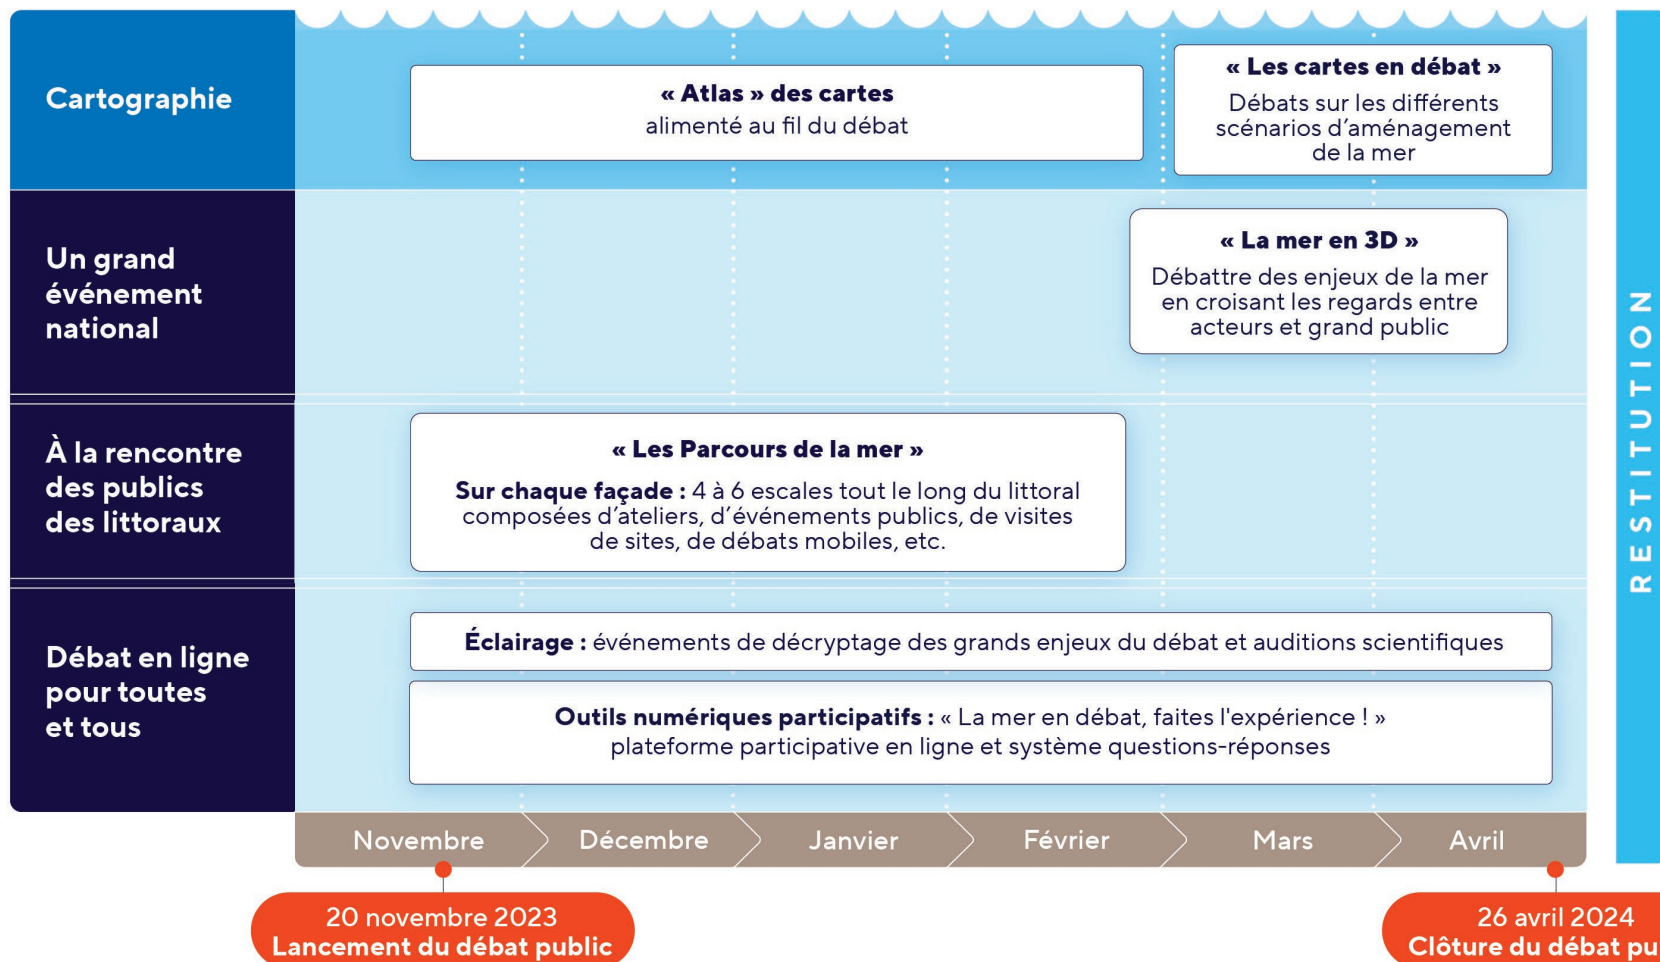 Cartographie
« Atlas » des cartes
alimenté au fil du débat
« Les cartes en débat »
Débats sur les différents
scénarios d’aménagement
de la mer
Un grand
événement
national
« La mer en 3D »
Débattre des enjeux de la mer
en croisant les regards entre
acteurs et grand public
À la rencontre
des publics
des littoraux
« Les Parcours de la mer »
Sur chaque façade : 4 à 6 escales tout le long du littoral
composées d’ateliers, d’événements publics, de visites
de sites, de débats mobiles, etc.
Débat en ligne
pour toutes
et tous
Éclairage : événements de décryptage des grands enjeux du débat et auditions scientifiques
Outils numériques participatifs : « La mer en débat, faites l'expérience ! »
plateforme participative en ligne et système questions-réponses
Novembre Décembre Janvier Février Mars Avril
20 novembre 2023
Lancement du débat public
26 avril 2024
Clôture du débat pu
RESTITUTION